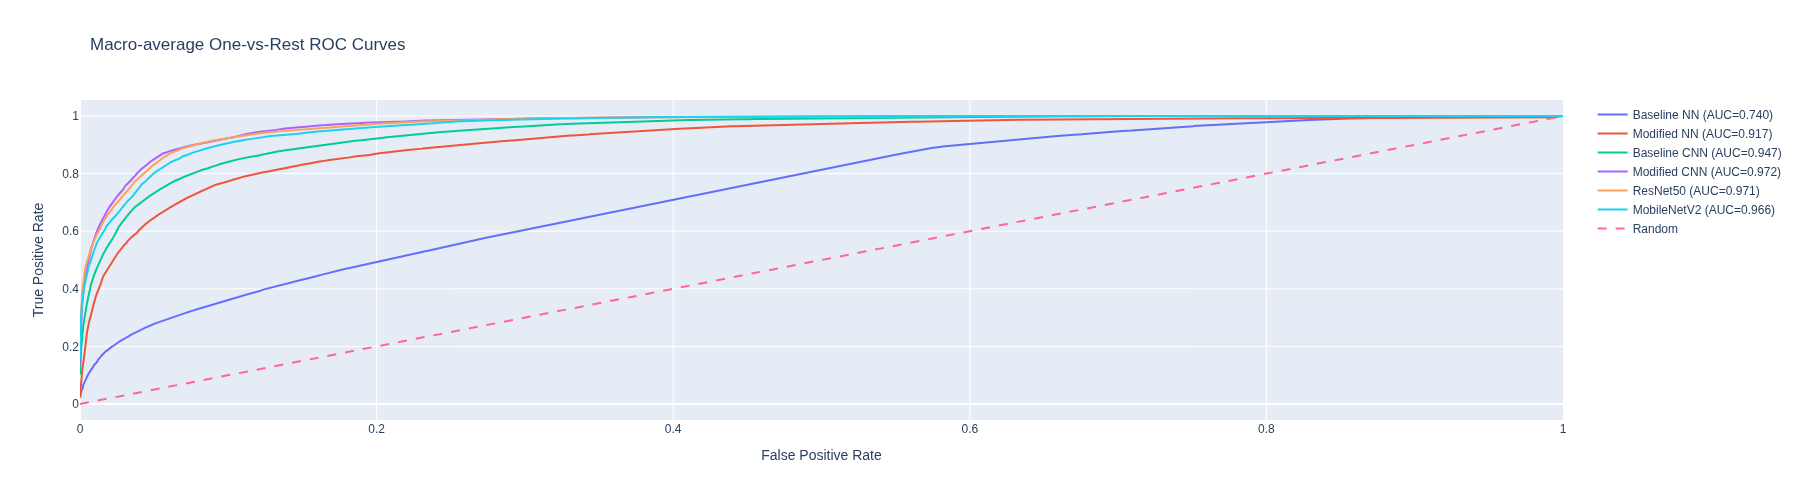 Macro-average One-vs-Rest ROC Curves
True Positive Rate
1
0.8
0.6
0.4
0.2
0
0
0.2
0.4
0.6
0.8
1
False Positive Rate
Baseline NN (AUC=0.740)
Modified NN (AUC=0.917)
Baseline CNN (AUC=0.947)
Modified CNN (AUC=0.972)
ResNet50 (AUC=0.971)
MobileNetV2 (AUC=0.966)
Random